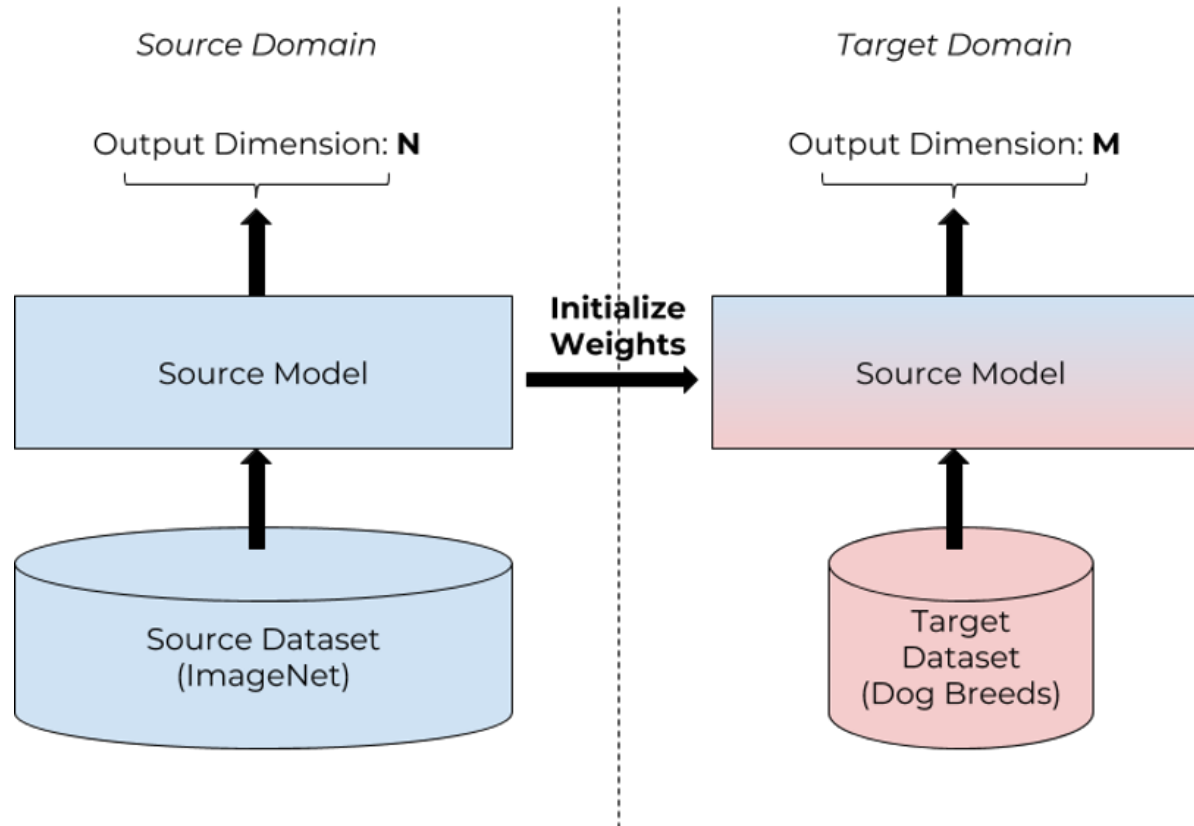 Source Domain
Target Domain
Output Dimension: N
Output Dimension: M
Initialize
Weights
Source Model
Source Model
Source Dataset
(ImageNet)
Target
Dataset
(Dog Breeds)